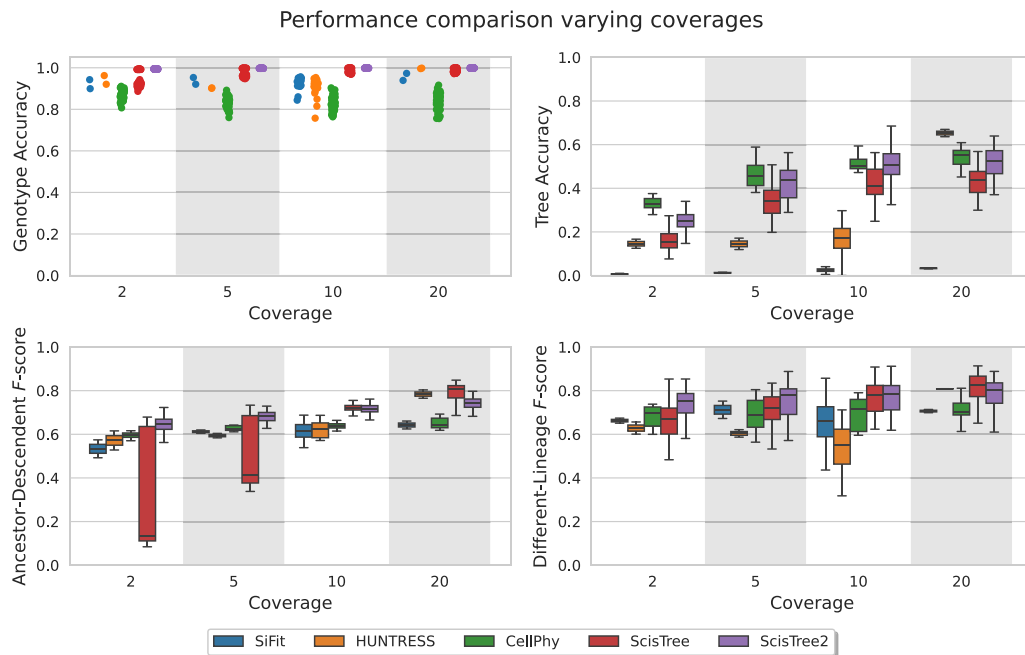 Performance comparison varying coverages
Genotype Accuracy
1.0
0.8
0.6
0.4
0.2
0.0
2 5 10 20
Coverage
Tree Accuracy
1.0
0.8
0.6
0.4
0.2
0.0
2 5 10 20
Coverage
Ancestor-Descendent F-score
1.0
0.8
0.6
0.4
0.2
0.0
2 5 10 20
Coverage
Different-Lineage F-score
1.0
0.8
0.6
0.4
0.2
0.0
2 5 10 20
Coverage
SiFit HUNTRESS CellPhy ScisTree ScisTree2